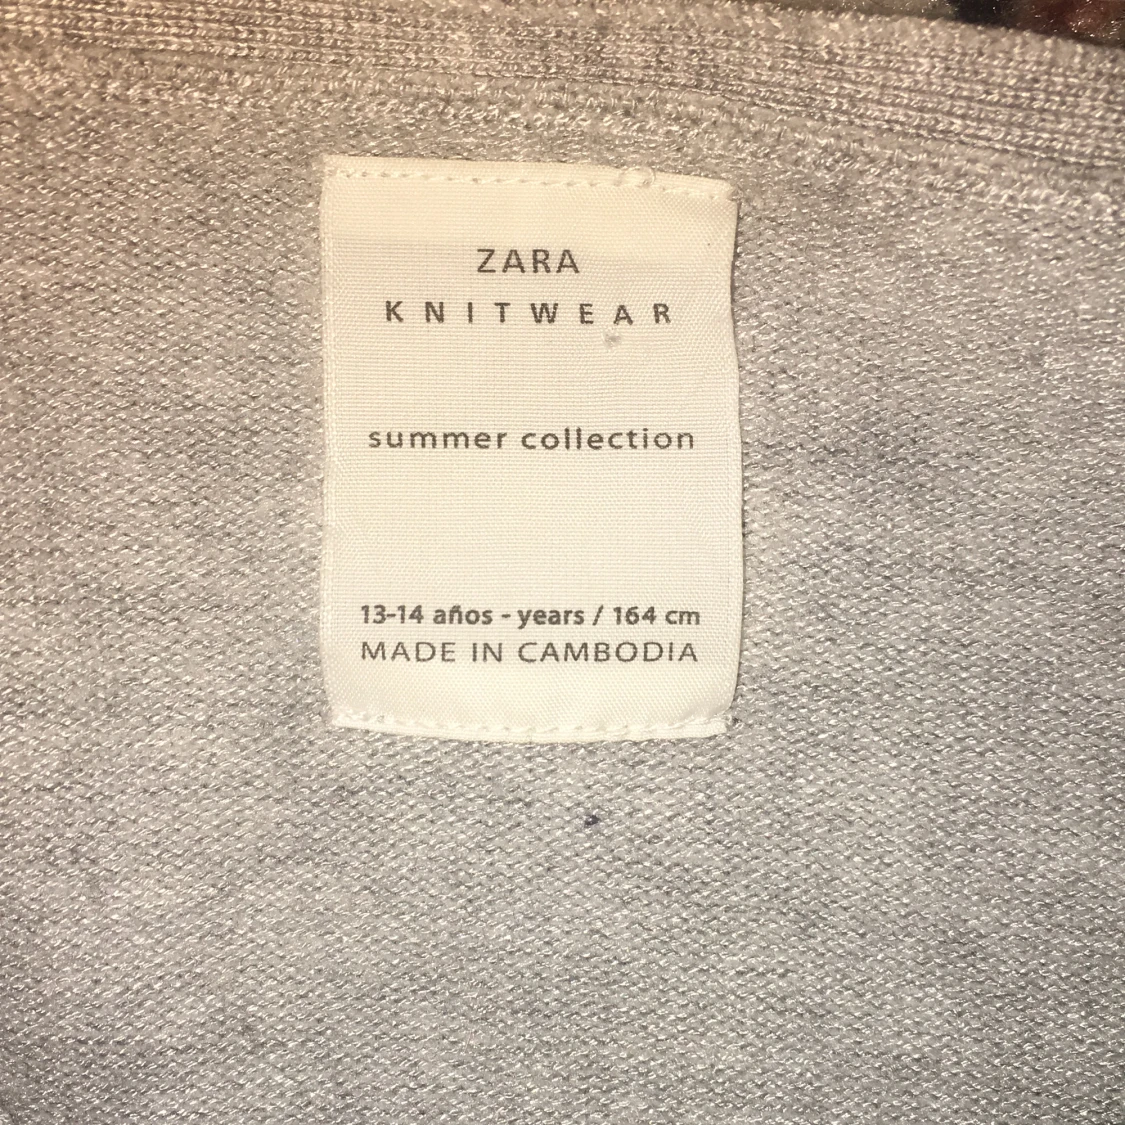 ZARA
KNITWEAR
summer collection
13-14 años - years / 164 cm
MADE IN CAMBODIA